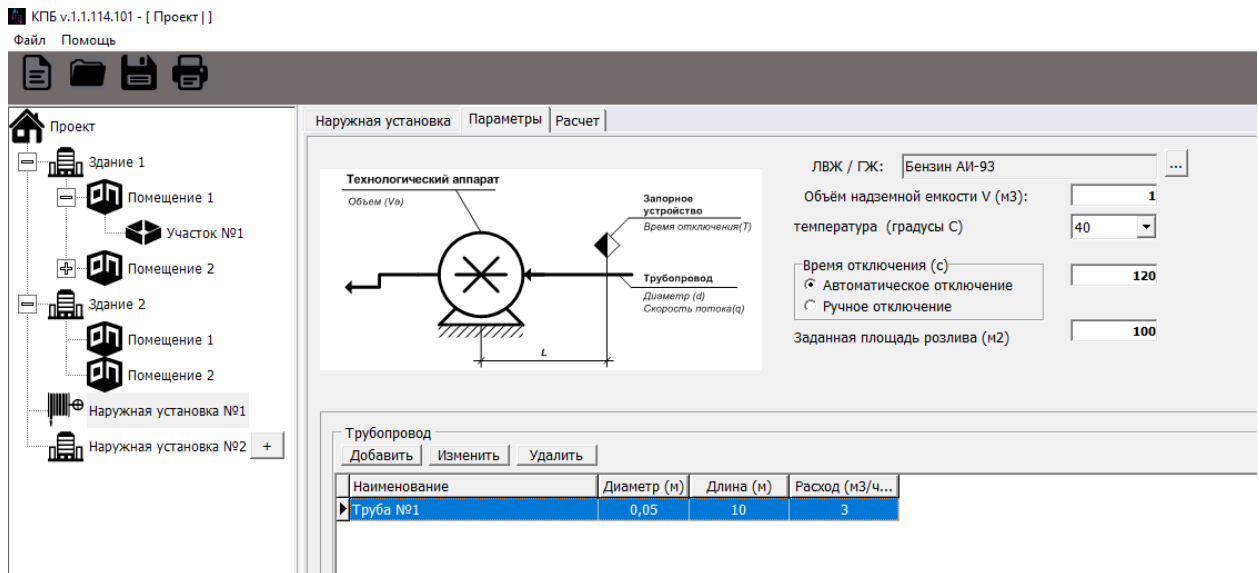 КПБ v.1.1.114.101 - [ Проект | ]
Файл Помощь
Проект
Здание 1
Помещение 1
Участок №1
Помещение 2
Здание 2
Помещение 1
Помещение 2
Наружная установка №1
Наружная установка №2 +
Наружная установка Параметры Расчет
Технологический аппарат
Объем (Va)
Запорное
устройство
Время отключения(T)
Трубопровод
Диаметр (d)
Скорость потока(q)
L
ЛВЖ / ГЖ: Бензин АИ-93 ...
Объём надземной емкости V (м3): 1
температура (градусы С) 40
Время отключения (с) 120
Автоматическое отключение
Ручное отключение
Заданная площадь розлива (м2) 100
Трубопровод
Добавить Изменить Удалить
Наименование Диаметр (м) Длина (м) Расход (м3/ч...
Труба №1 0,05 10 3